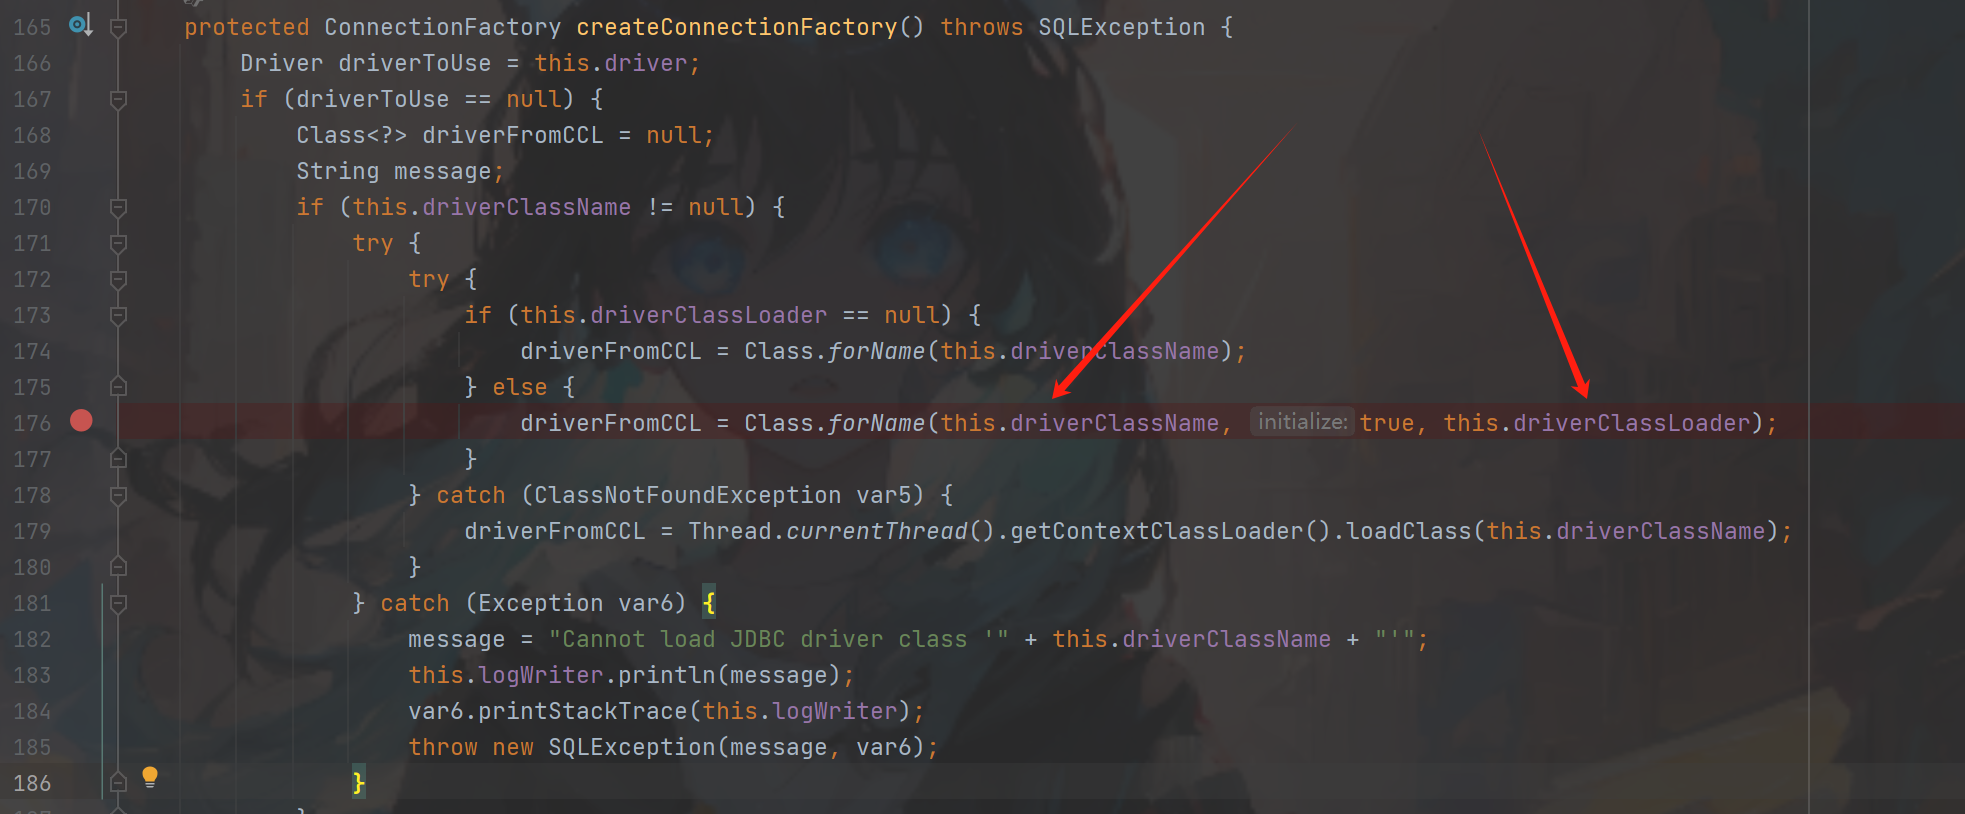 165 protected ConnectionFactory createConnectionFactory() throws SQLException {
166 Driver driverToUse = this.driver;
167 if (driverToUse == null) {
168 Class<?> driverFromCCL = null;
169 String message;
170 if (this.driverClassName != null) {
171 try {
172 try {
173 if (this.driverClassLoader == null) {
174 driverFromCCL = Class.forName(this.driverClassName);
175 } else {
176 driverFromCCL = Class.forName(this.driverClassName, initialize: true, this.driverClassLoader);
177 }
178 } catch (ClassNotFoundException var5) {
179 driverFromCCL = Thread.currentThread().getContextClassLoader().loadClass(this.driverClassName);
180 }
181 } catch (Exception var6) {
182 message = "Cannot load JDBC driver class '" + this.driverClassName + "'";
183 this.logWriter.println(message);
184 var6.printStackTrace(this.logWriter);
185 throw new SQLException(message, var6);
186 }